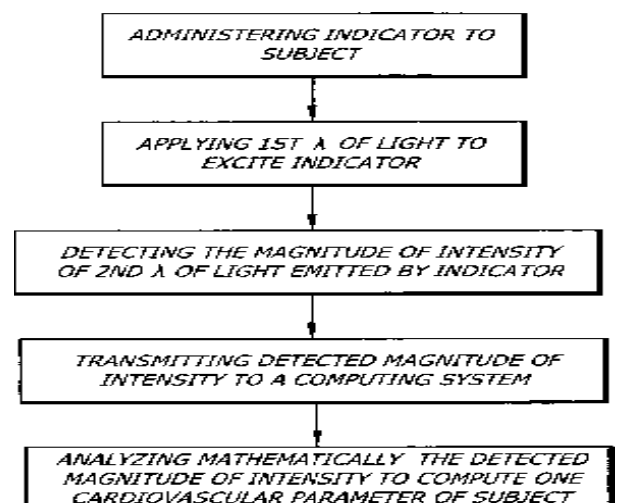 ADMINISTERING INDICATOR TO
SUBJECT
APPLYING 1ST λ OF LIGHT TO
EXCITE INDICATOR
DETECTING THE MAGNITUDE OF INTENSITY
OF 2ND λ OF LIGHT EMITTED BY INDICATOR
TRANSMITTING DETECTED MAGNITUDE OF
INTENSITY TO A COMPUTING SYSTEM
ANALYZING MATHEMATICALLY THE DETECTED
MAGNITUDE OF INTENSITY TO COMPUTE ONE
CARDIOVASCULAR PARAMETER OF SUBJECT